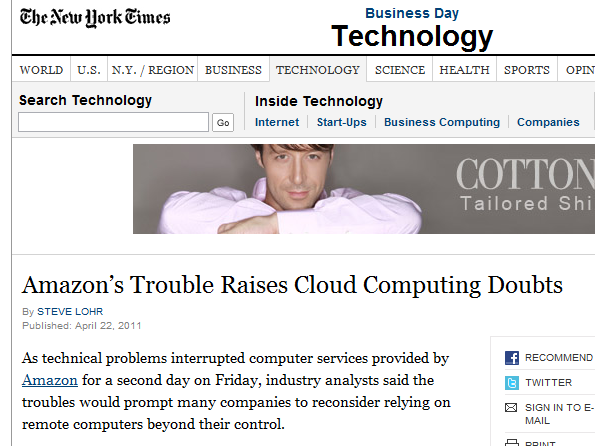 The New York Times
Business Day
Technology
WORLD U.S. N.Y. / REGION BUSINESS TECHNOLOGY SCIENCE HEALTH SPORTS OPIN
Search Technology
Go
Inside Technology
Internet Start-Ups Business Computing Companies
COTTON
Tailored Shi
Amazon's Trouble Raises Cloud Computing Doubts
By STEVE LOHR
Published: April 22, 2011
As technical problems interrupted computer services provided by
Amazon for a second day on Friday, industry analysts said the
troubles would prompt many companies to reconsider relying on
remote computers beyond their control.
RECOMMEND
TWITTER
SIGN IN TO E-
MAIL
PRINT